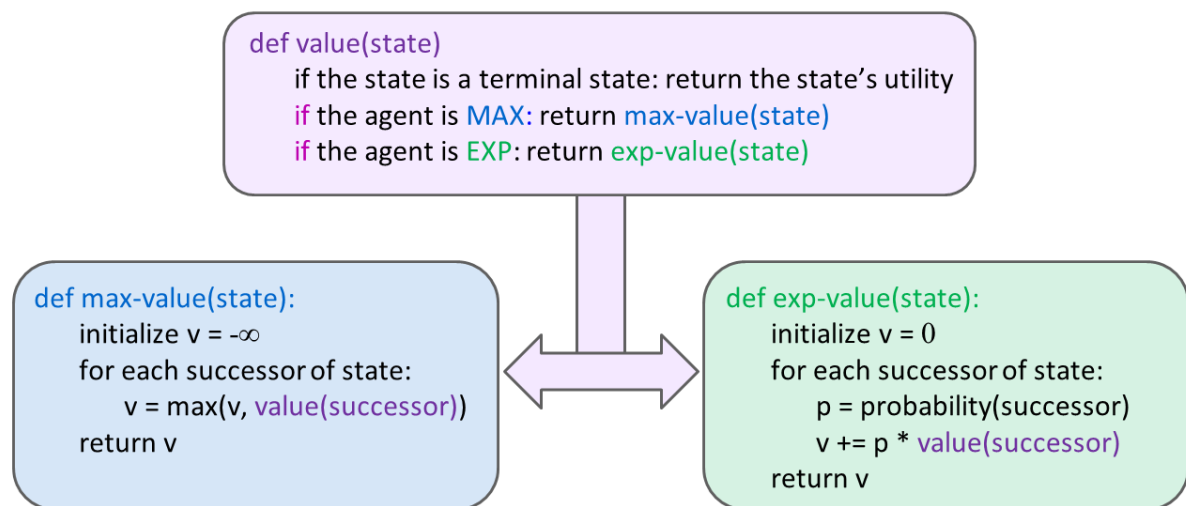 def value(state)
if the state is a terminal state: return the state’s utility
if the agent is MAX: return max-value(state)
if the agent is EXP: return exp-value(state)
def max-value(state):
initialize v = -∞
for each successor of state:
v = max(v, value(successor))
return v
def exp-value(state):
initialize v = 0
for each successor of state:
p = probability(successor)
v += p * value(successor)
return v